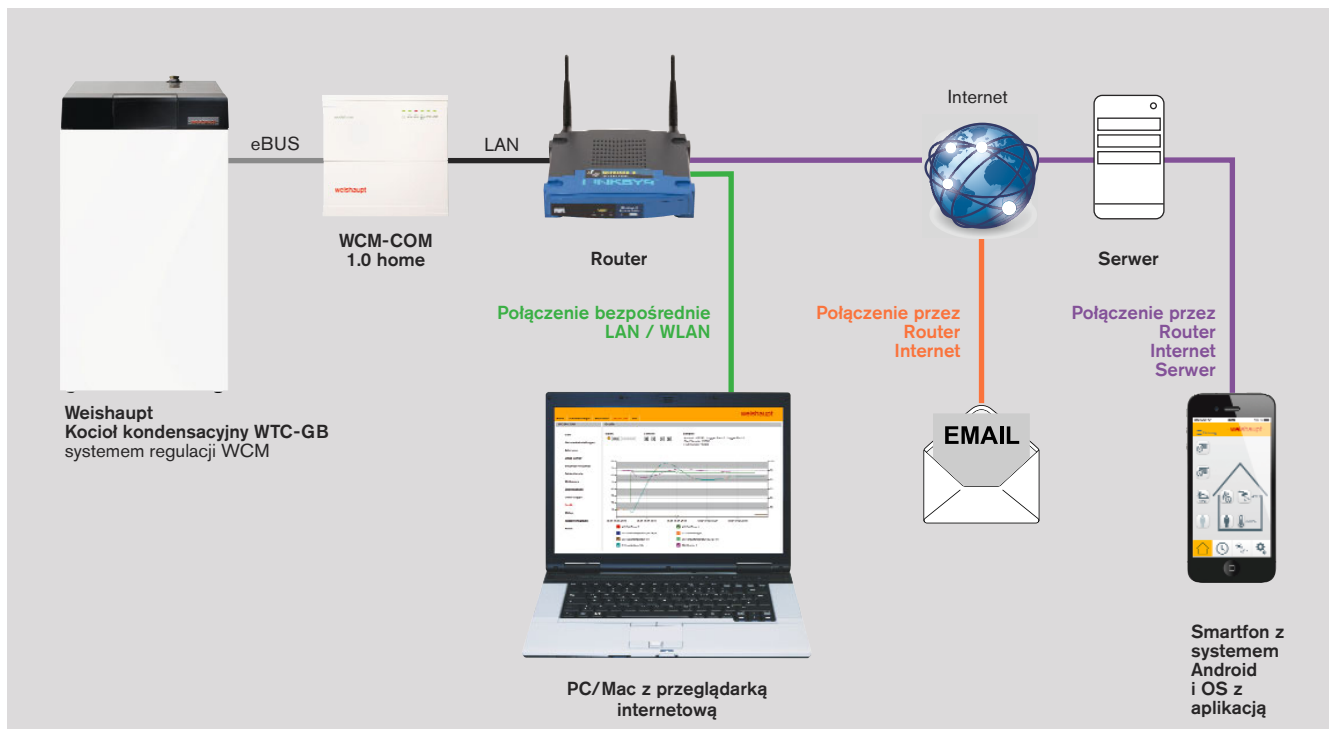 Internet
eBUS
LAN
weishaupt
WCM-COM
1.0 home
Router
Serwer
Połączenie bezpośrednie
LAN / WLAN
Połączenie przez
Router
Internet
Połączenie przez
Router
Internet
Serwer
Weishaupt
Kocioł kondensacyjny WTC-GB
systemem regulacji WCM
weishaupt
EMAIL
PC/Mac z przeglądarką
internetową
Smartfon z
systemem
Android
i OS z
aplikacją